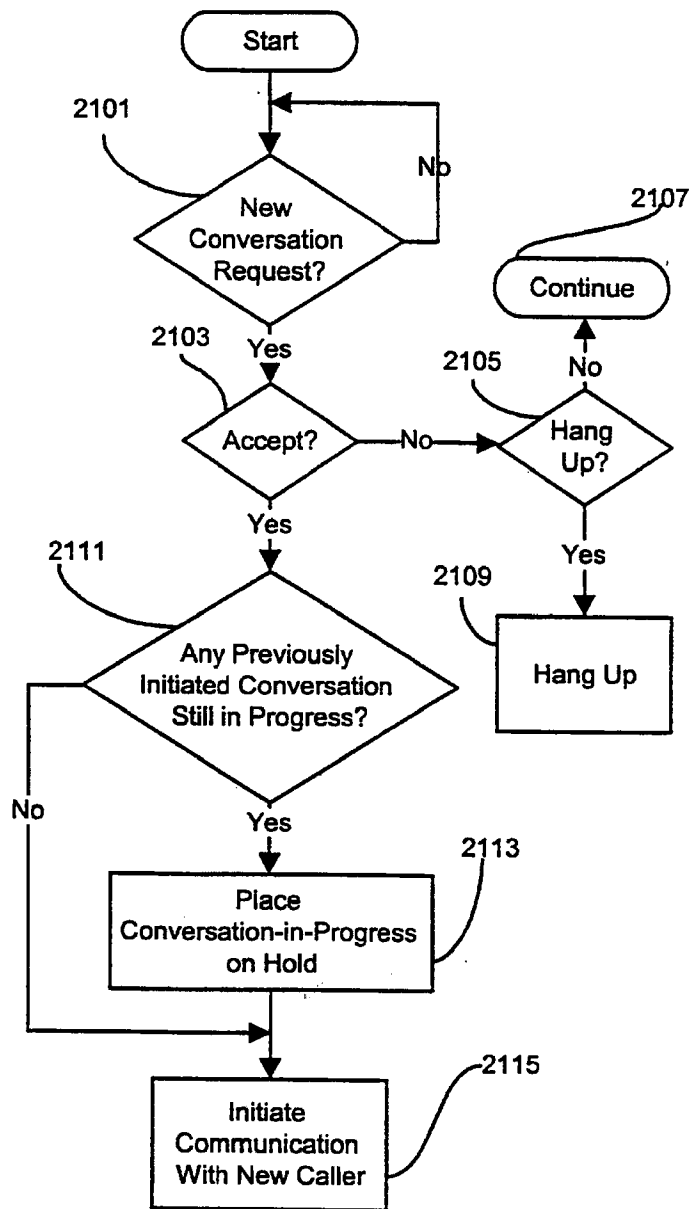 Start
2101
No
New
Conversation
Request?
2107
Continue
Yes
2103
No
2105
Accept?
No
Hang
Up?
Yes
2111
Yes
2109
Any Previously
Initiated Conversation
Still in Progress?
Hang Up
No
Yes
2113
Place
Conversation-in-Progress
on Hold
2115
Initiate
Communication
With New Caller